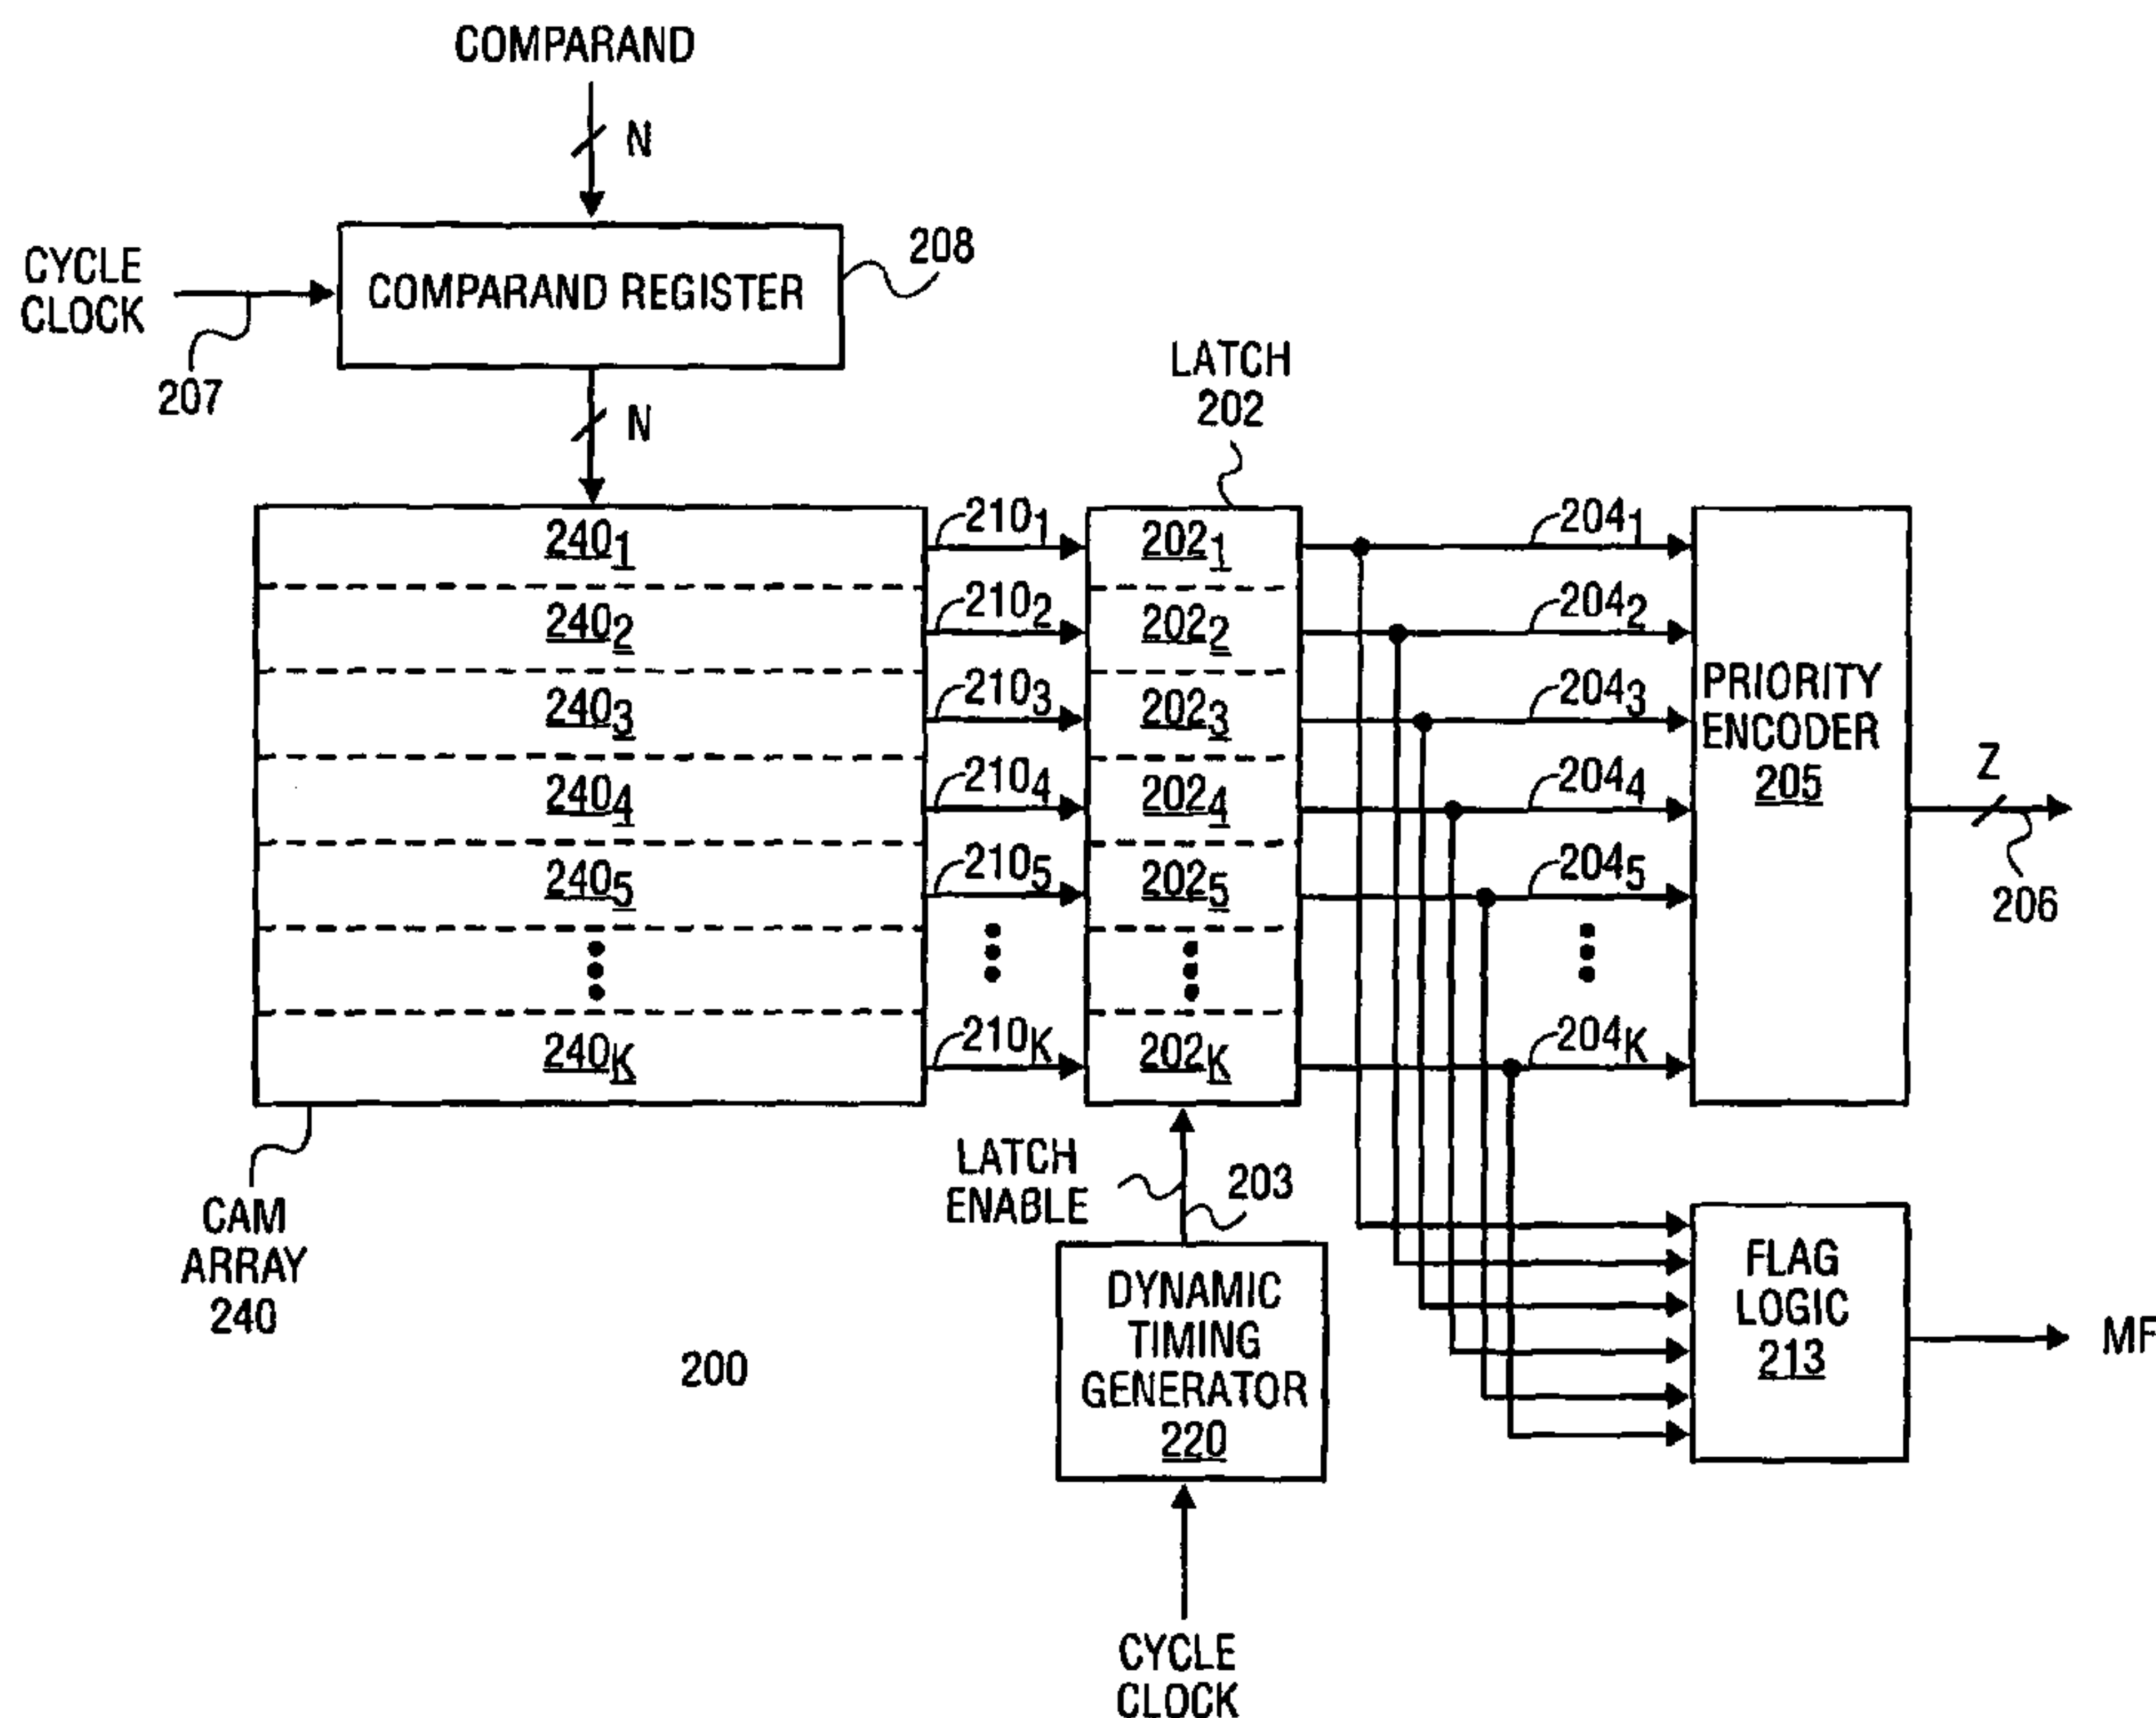 COMPARAND
N
CYCLE
CLOCK
207
COMPARAND REGISTER
208
N
LATCH
202
240₁ 210₁ 202₁ 204₁
240₂ 210₂ 202₂ 204₂
240₃ 210₃ 202₃ 204₃
240₄ 210₄ 202₄ 204₄
240₅ 210₅ 202₅ 204₅
240K 210K 202K 204K
PRIORITY
ENCODER
205
Z
206
CAM
ARRAY
240
LATCH
ENABLE
203
200
DYNAMIC
TIMING
GENERATOR
220
FLAG
LOGIC
213
MF
CYCLE
CLOCK